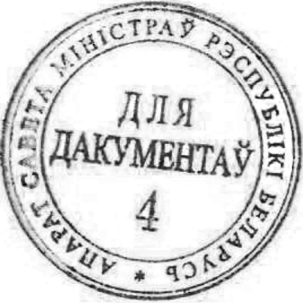 АПАРАТ САВЕТА МІНІСТРАЎ РЭСПУБЛІКІ БЕЛАРУСЬ *
ДЛЯ
ДАКУМЕНТАЎ
4